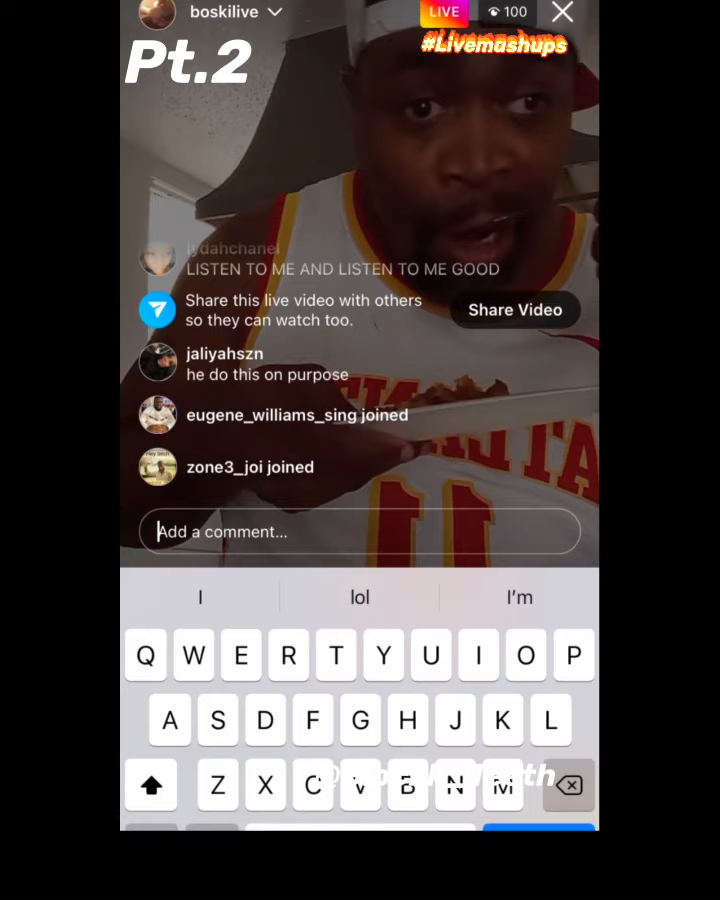 boskilive
LIVE
100
Pt.2
#Livemashups
lydahchanel
LISTEN TO ME AND LISTEN TO ME GOOD
Share this live video with others
so they can watch too.
Share Video
jaliyahszn
he do this on purpose
eugene_williams_sing joined
zone3_joi joined
Add a comment...
I lol I'm
Q W E R T Y U I O P
A S D F G H J K L
Z X C V B N M
11